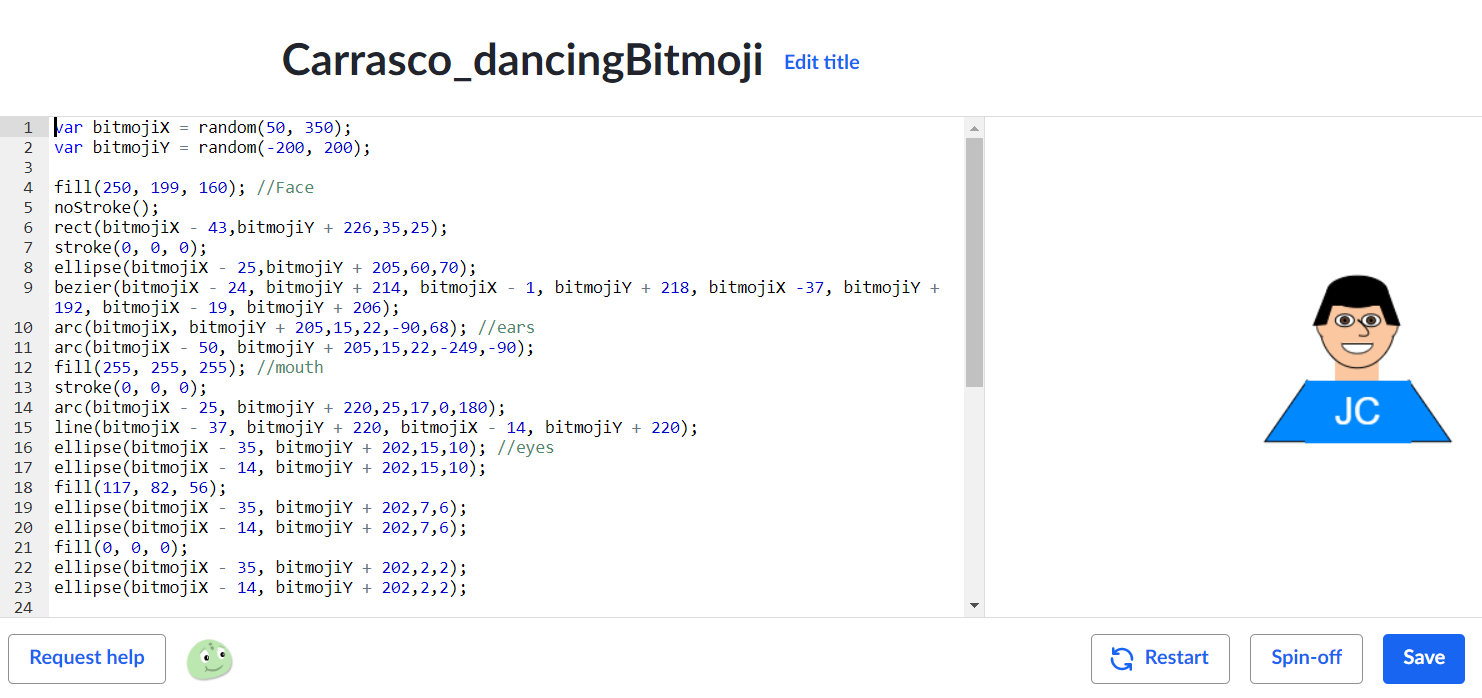 Carrasco_dancingBitmoji Edit title
1 var bitmojiX = random(50, 350);
2 var bitmojiY = random(-200, 200);
3
4 fill(250, 199, 160); //Face
5 noStroke();
6 rect(bitmojiX - 43,bitmojiY + 226,35,25);
7 stroke(0, 0, 0);
8 ellipse(bitmojiX - 25,bitmojiY + 205,60,70);
9 bezier(bitmojiX - 24, bitmojiY + 214, bitmojiX - 1, bitmojiY + 218, bitmojiX -37, bitmojiY +
192, bitmojiX - 19, bitmojiY + 206);
10 arc(bitmojiX, bitmojiY + 205,15,22,-90,68); //ears
11 arc(bitmojiX - 50, bitmojiY + 205,15,22,-249,-90);
12 fill(255, 255, 255); //mouth
13 stroke(0, 0, 0);
14 arc(bitmojiX - 25, bitmojiY + 220,25,17,0,180);
15 line(bitmojiX - 37, bitmojiY + 220, bitmojiX - 14, bitmojiY + 220);
16 ellipse(bitmojiX - 35, bitmojiY + 202,15,10); //eyes
17 ellipse(bitmojiX - 14, bitmojiY + 202,15,10);
18 fill(117, 82, 56);
19 ellipse(bitmojiX - 35, bitmojiY + 202,7,6);
20 ellipse(bitmojiX - 14, bitmojiY + 202,7,6);
21 fill(0, 0, 0);
22 ellipse(bitmojiX - 35, bitmojiY + 202,2,2);
23 ellipse(bitmojiX - 14, bitmojiY + 202,2,2);
24
JC
Request help Restart Spin-off Save